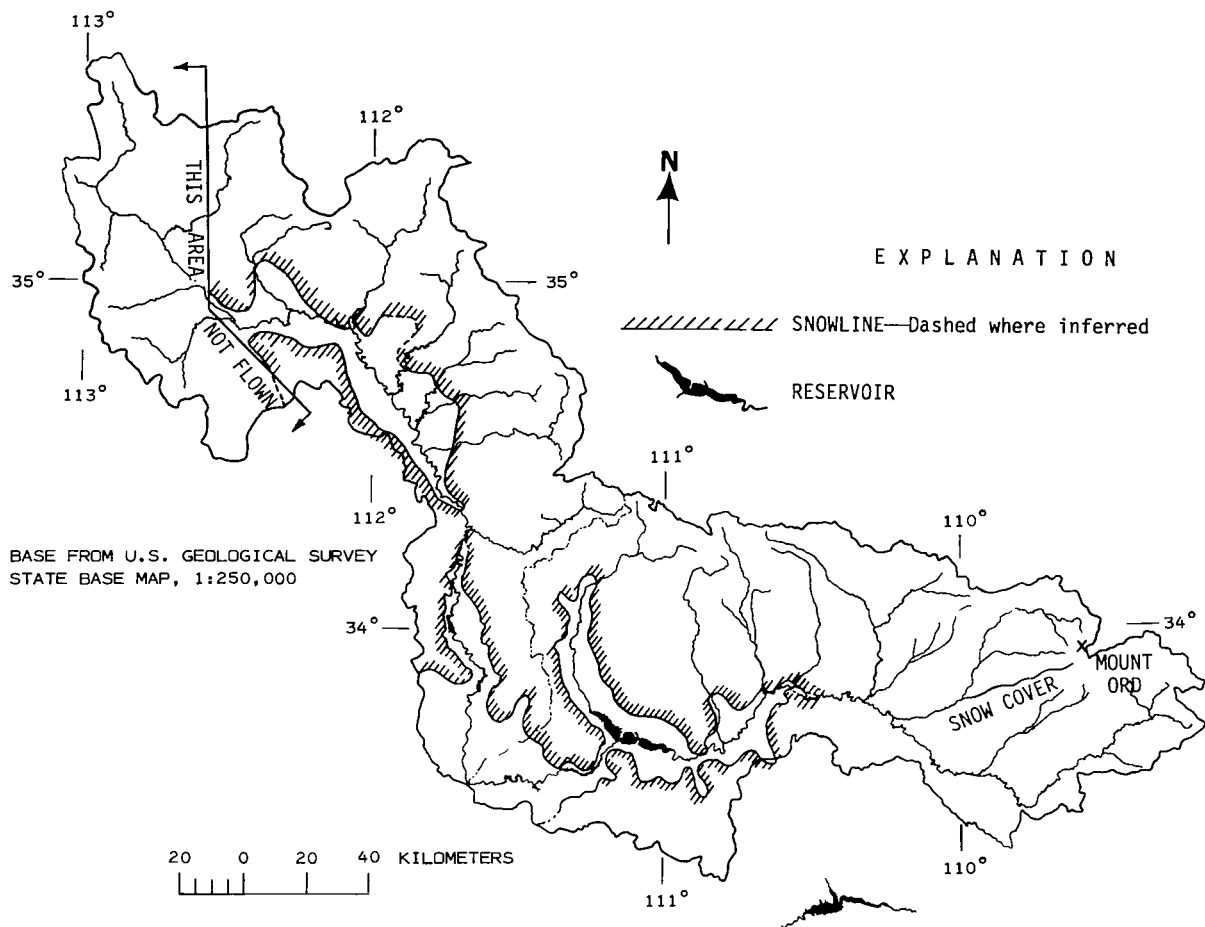 113°
112°
THIS AREA
N
EXPLANATION
35°
35°
SNOWLINE—Dashed where inferred
NOT FLOWN
113°
RESERVOIR
111°
112°
110°
BASE FROM U.S. GEOLOGICAL SURVEY
STATE BASE MAP, 1:250,000
34°
34°
MOUNT
ORD
SNOW COVER
20 0 20 40 KILOMETERS
110°
111°